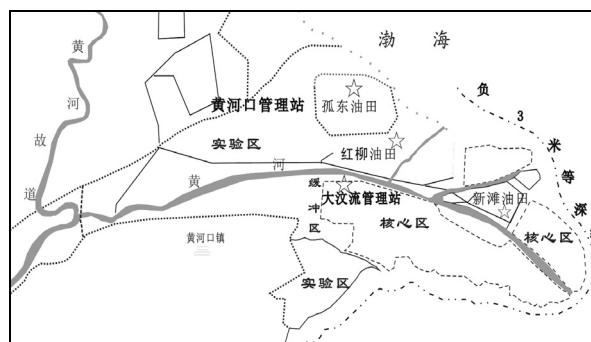 渤海
黄河故道
负3米等深
孤东油田
黄河口管理站
实验区
红柳油田
黄河
缓冲区
大汶流管理站
新滩油田
核心区
核心区
黄河口镇
实验区